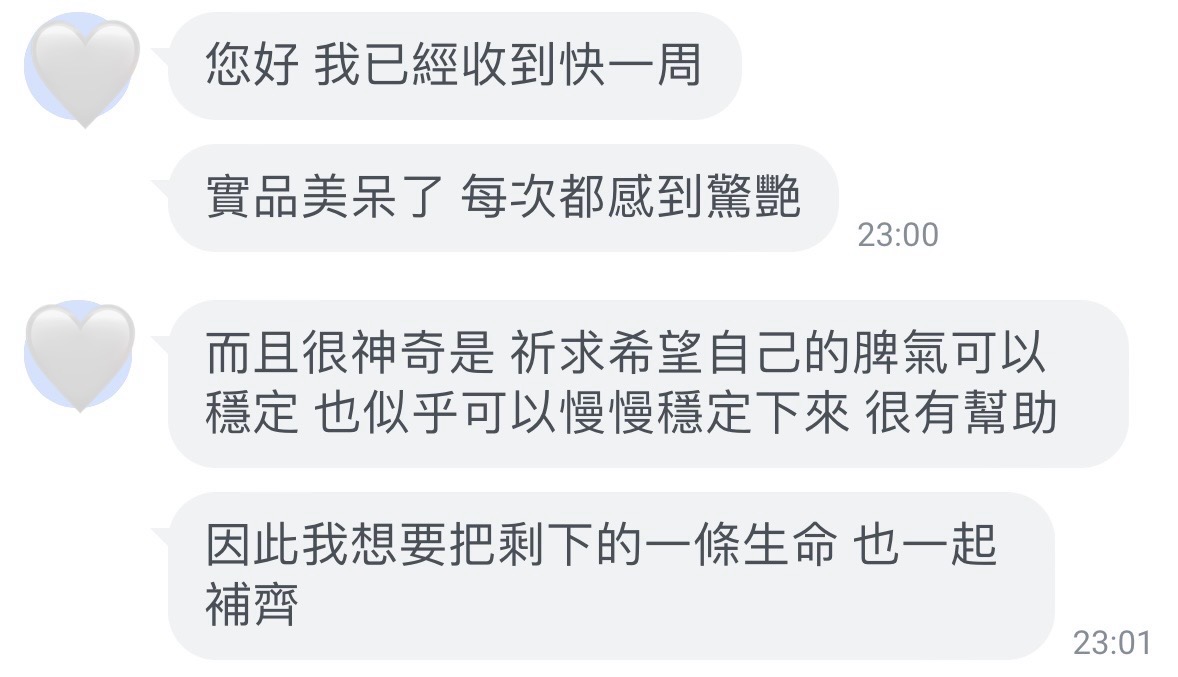 您好 我已經收到快一周
實品美呆了 每次都感到驚艷
23:00
而且很神奇是 祈求希望自己的脾氣可以
穩定 也似乎可以慢慢穩定下來 很有幫助
因此我想要把剩下的一條生命 也一起
補齊
23:01